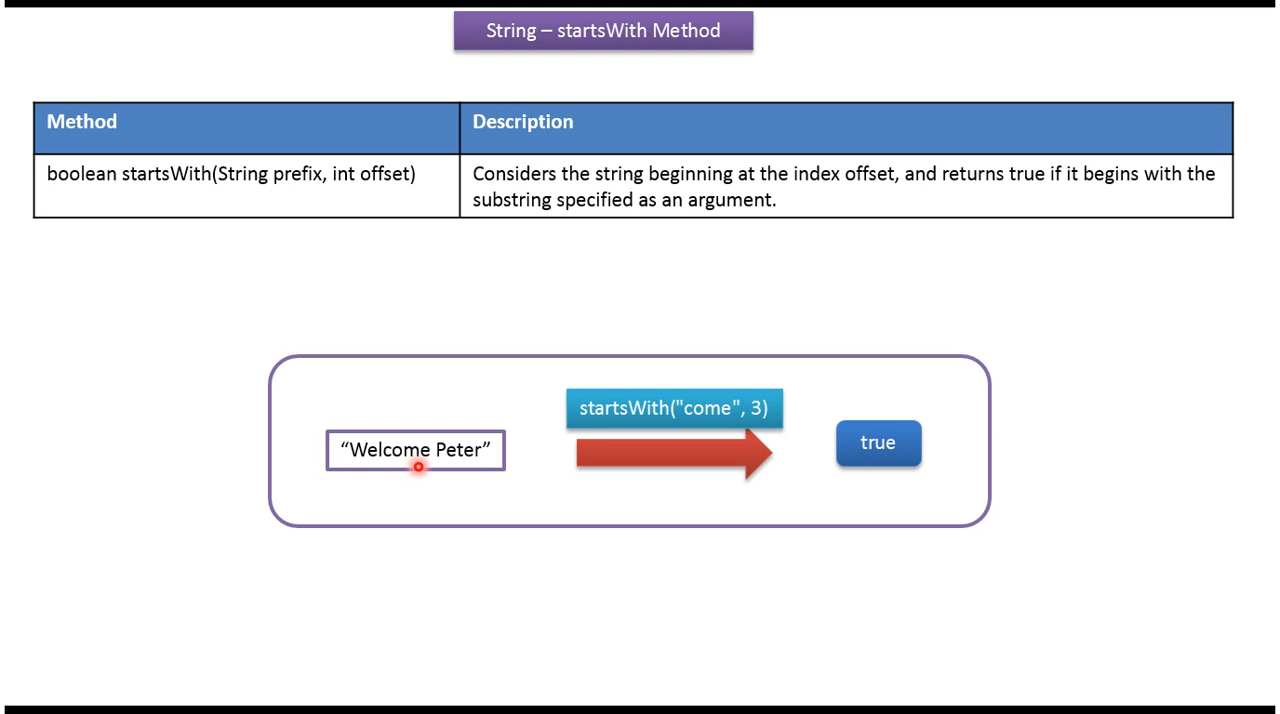 String – startsWith Method
Method
Description
boolean startsWith(String prefix, int offset)
Considers the string beginning at the index offset, and returns true if it begins with the
substring specified as an argument.
startsWith("come", 3)
“Welcome Peter”
true